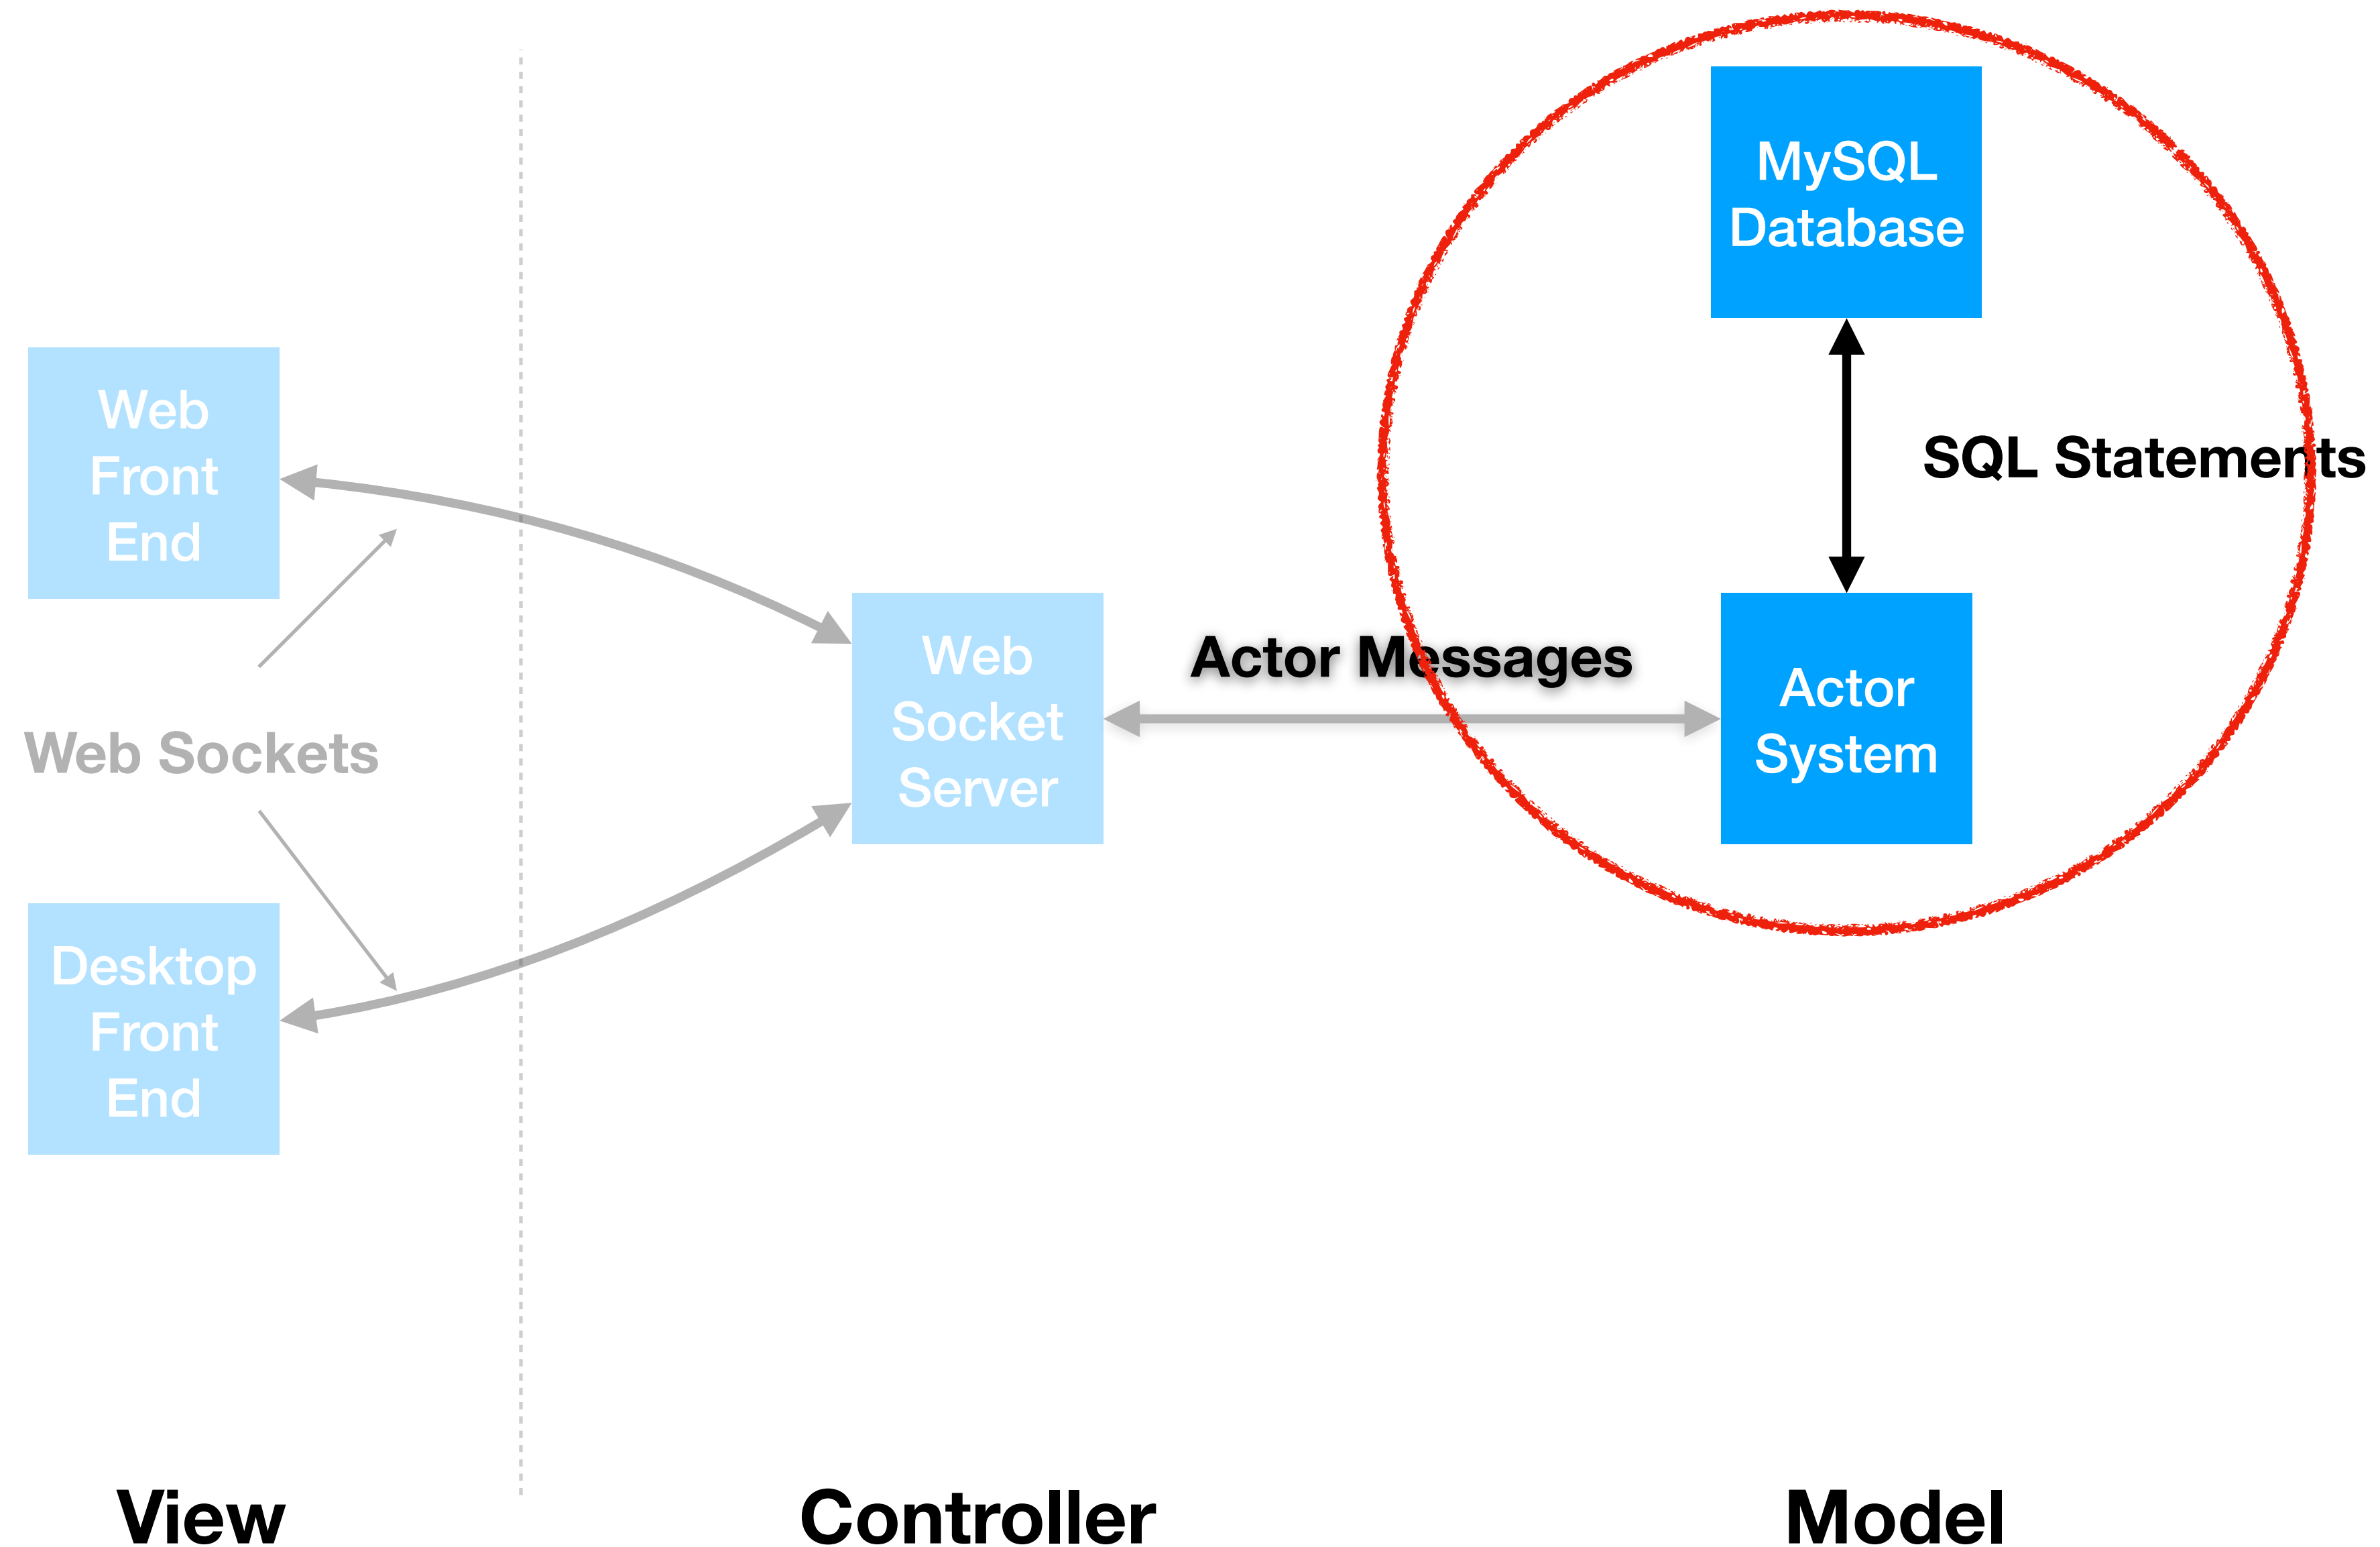 MySQL
Database
SQL Statements
Web
Front
End
Actor Messages
Web
Socket
Server
Actor
System
Web Sockets
Desktop
Front
End
View
Controller
Model